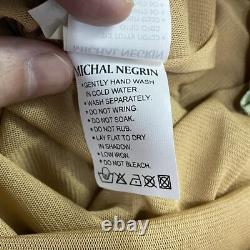 MICHAL NEGRIN
* GENTLY HAND WASH
IN COLD WATER
* WASH SEPARATELY.
* DO NOT WRING.
* DO NOT SOAK.
* DO NOT RUB.
* LAY FLAT TO DRY
IN SHADOW.
* LOW IRON
* DO NOT BLEACH.